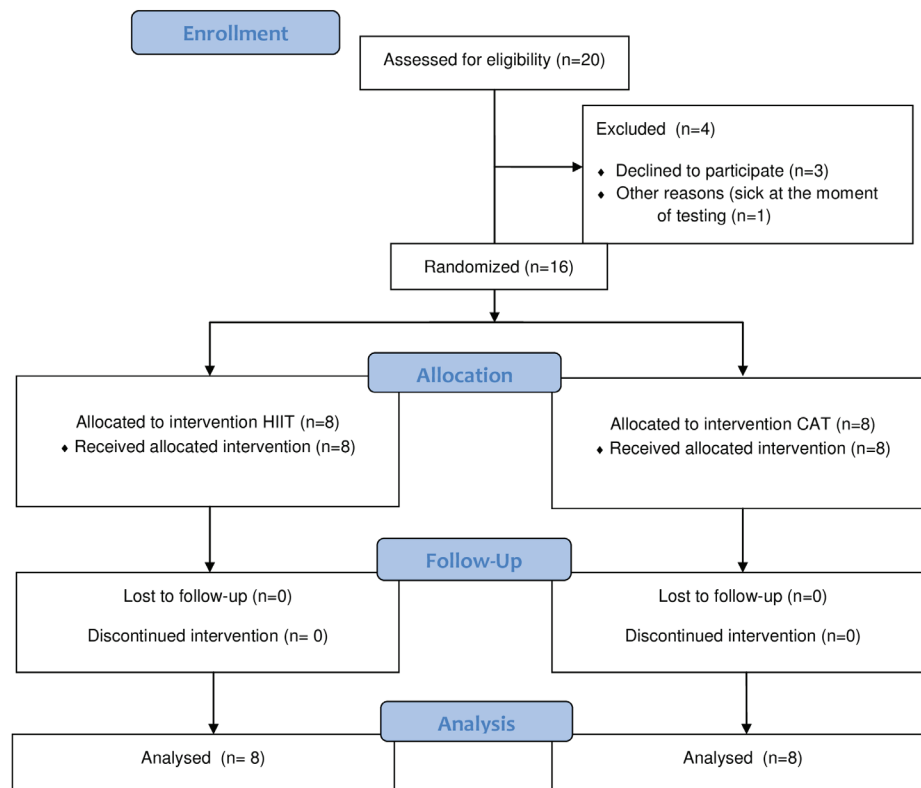 Enrollment
Assessed for eligibility (n=20)
Excluded (n=4)
♦ Declined to participate (n=3)
♦ Other reasons (sick at the moment
of testing (n=1)
Randomized (n=16)
Allocation
Allocated to intervention HIIT (n=8)
♦ Received allocated intervention (n=8)
Allocated to intervention CAT (n=8)
♦ Received allocated intervention (n=8)
Follow-Up
Lost to follow-up (n=0)
Discontinued intervention (n= 0)
Lost to follow-up (n=0)
Discontinued intervention (n=0)
Analysis
Analysed (n= 8)
Analysed (n=8)